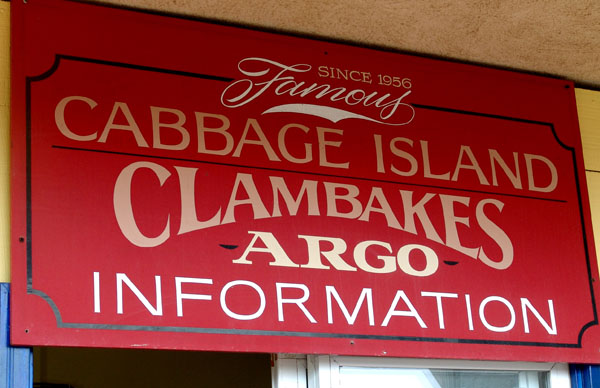 SINCE 1956
Famous
CABBAGE ISLAND
CLAMBAKES
ARGO
INFORMATION